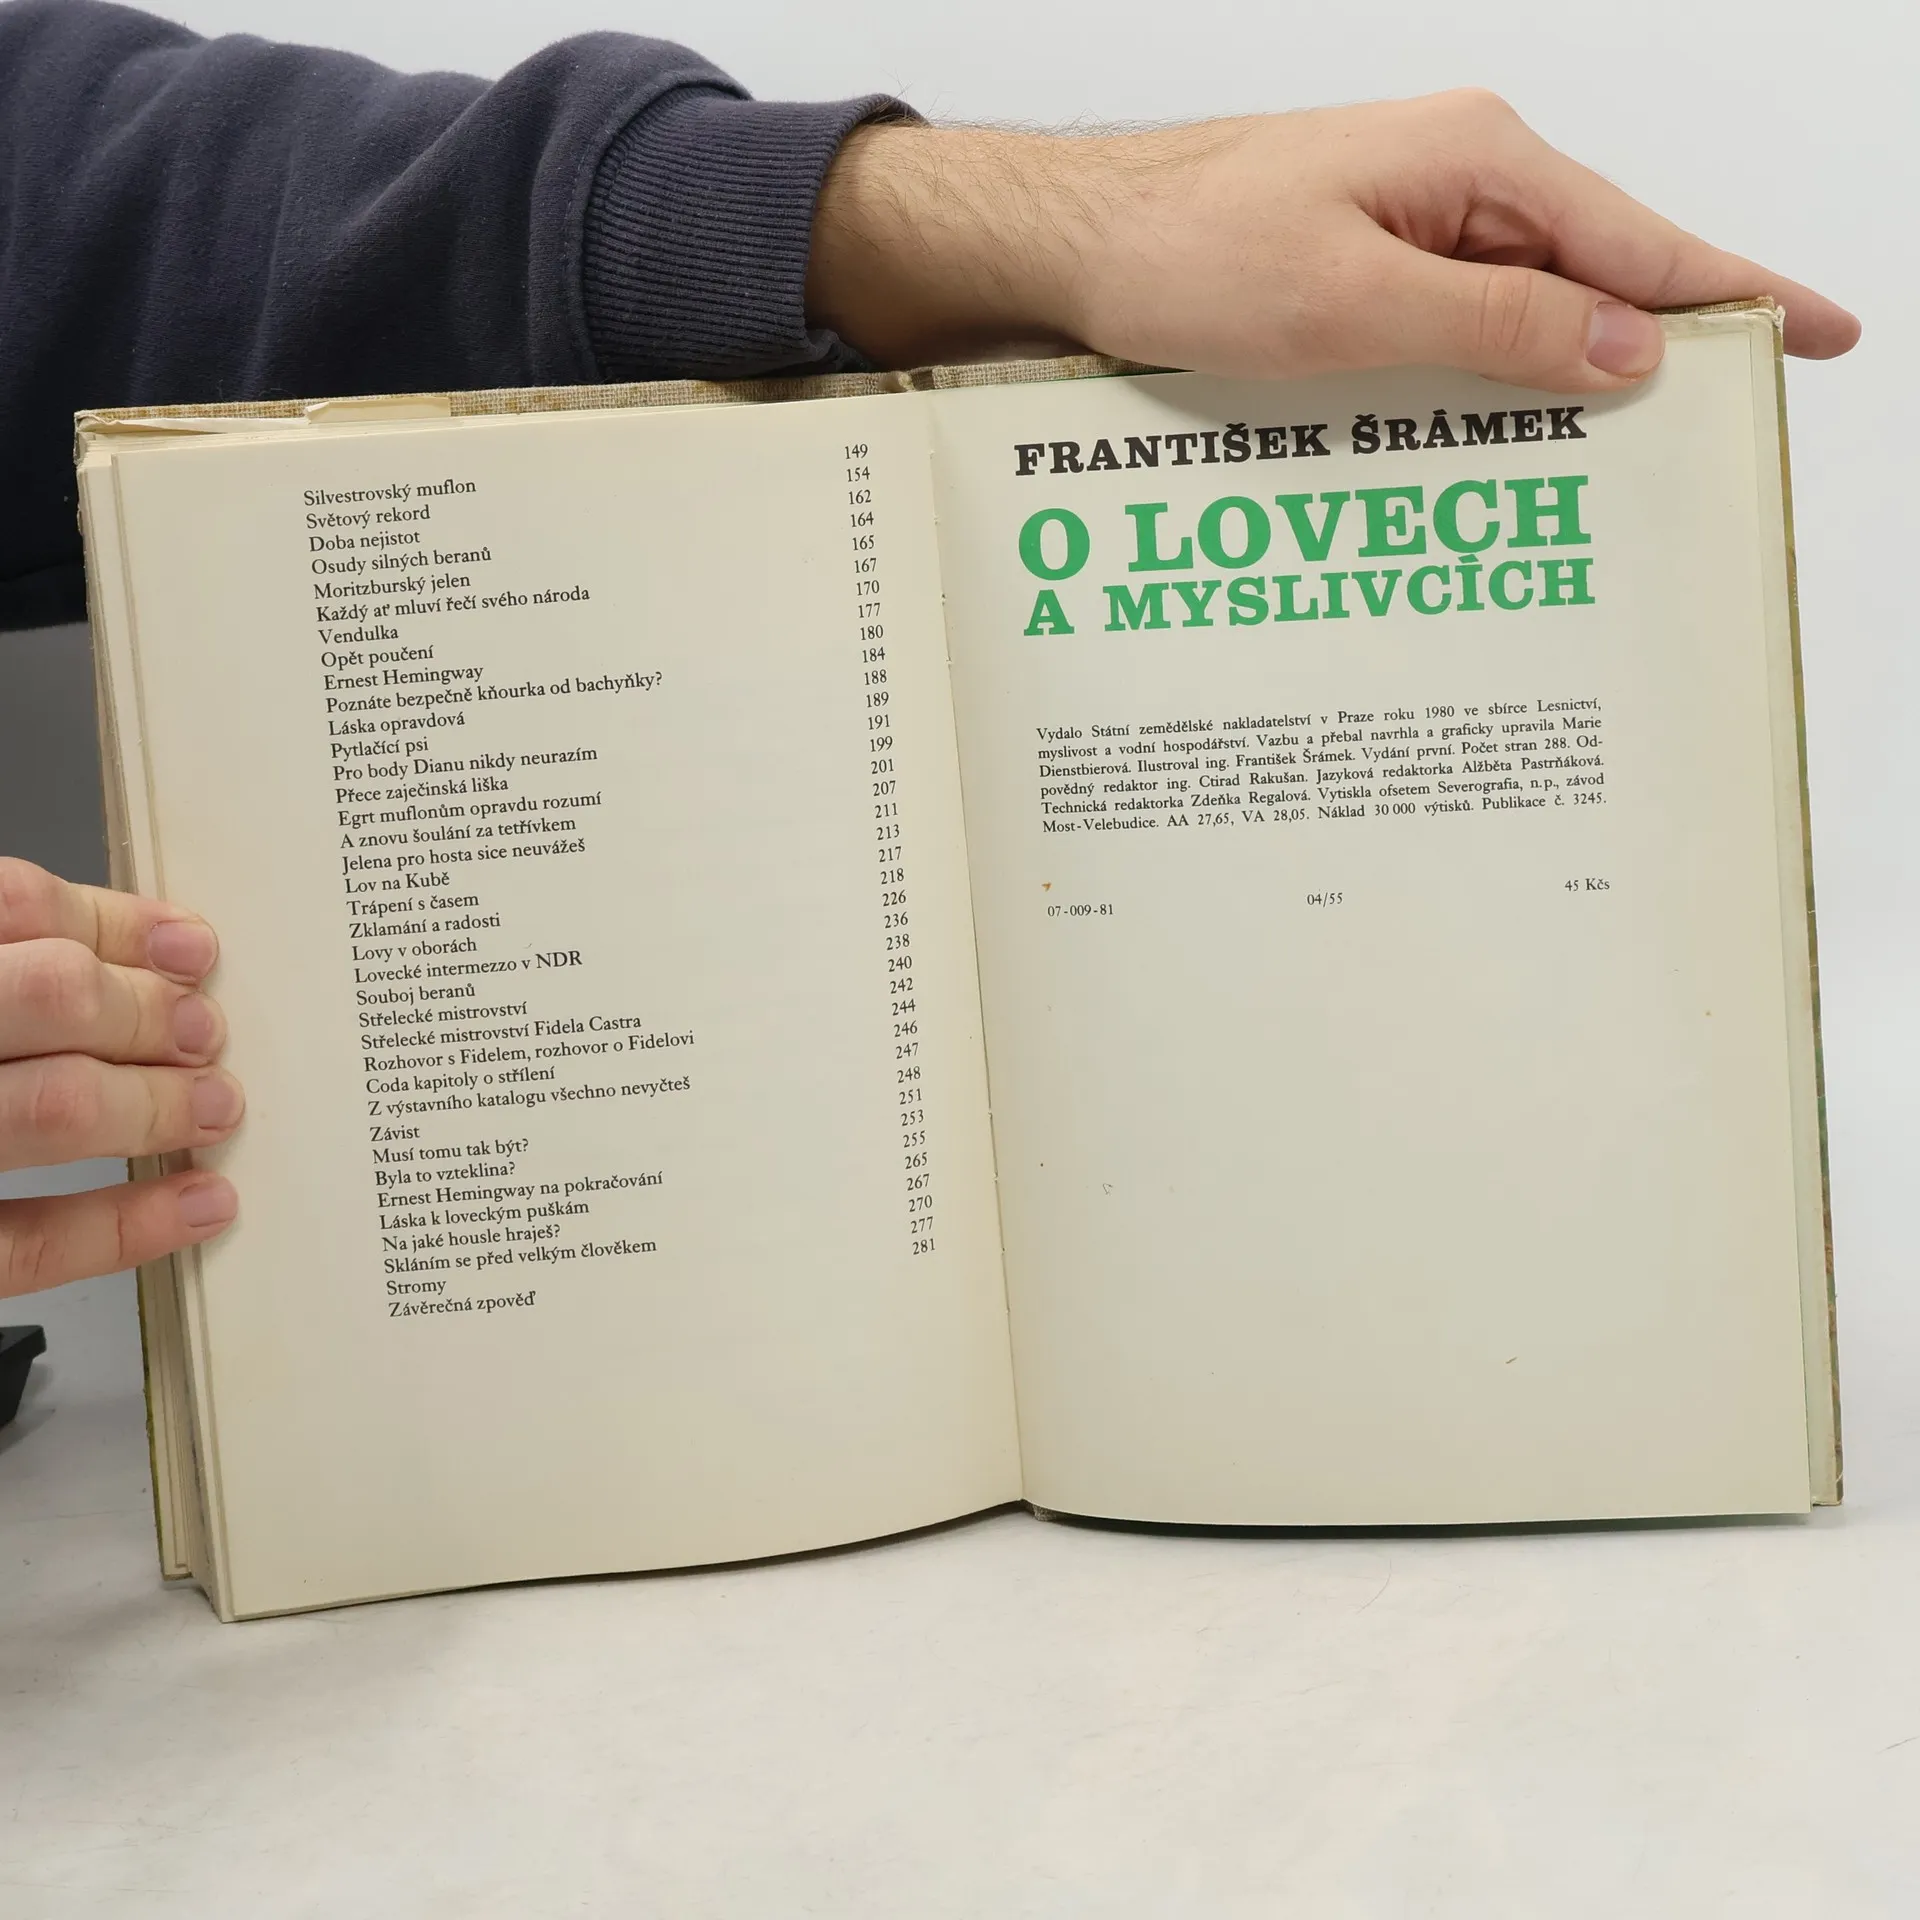 Silvestrovský muflon 149
Světový rekord 154
Doba nejistot 162
Osudy silných beranů 164
Moritzburský jelen 165
Každý ať mluví řečí svého národa 167
Vendulka 170
Opět poučení 177
Ernest Hemingway 180
Poznáte bezpečně kňourka od bachyňky? 184
Láska opravdová 188
Pytlačící psi 189
Pro body Dianu nikdy neurazím 191
Přece zaječinská liška 199
Egrt muflonům opravdu rozumí 201
A znovu šoulání za tetřívkem 207
Jelena pro hosta sice neuvážeš 211
Lov na Kubě 213
Trápení s časem 217
Zklamání a radosti 218
Lovy v oborách 226
Lovecké intermezzo v NDR 236
Souboj beranů 238
Střelecké mistrovství 240
Střelecké mistrovství Fidela Castra 242
Rozhovor s Fidelem, rozhovor o Fidelovi 244
Coda kapitoly o střílení 246
Z výstavního katalogu všechno nevyčteš 247
Závist 248
Musí tomu tak být? 251
Byla to vzteklina? 253
Ernest Hemingway na pokračování 255
Láska k loveckým puškám 265
Na jaké housle hraješ? 267
Skláním se před velkým člověkem 270
Stromy 277
Závěrečná zpověď 281
FRANTIŠEK ŠRÁMEK
O LOVECH
A MYSLIVCÍCH
Vydalo Státní zemědělské nakladatelství v Praze roku 1980 ve sbírce Lesnictví,
myslivost a vodní hospodářství. Vazbu a přebal navrhla a graficky upravila Marie
Dienstbierová. Ilustroval ing. František Šrámek. Vydání první. Počet stran 288. Od-
povědný redaktor ing. Ctirad Rakušan. Jazyková redaktorka Alžběta Pastrňáková.
Technická redaktorka Zdeňka Regalová. Vytiskla ofsetem Severografia, n. p., závod
Most-Velebudice. AA 27,65, VA 28,05. Náklad 30 000 výtisků. Publikace č. 3245.
07-009-81 04/55 45 Kčs